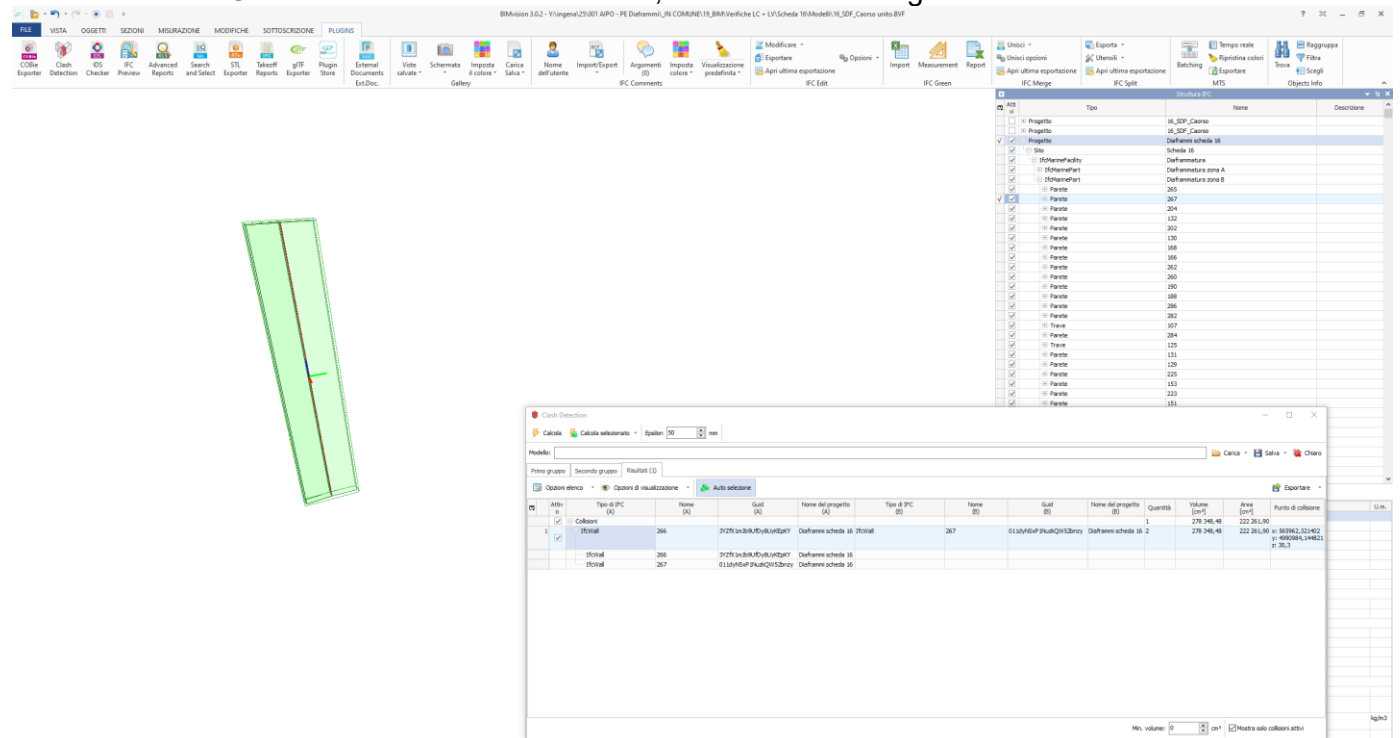 BIMvision 3.0.2 - Y:\ingena\25\001 AIPO - PE Diaframmi\_IN COMUNE\19_BIM\Verifiche LC + LV\Scheda 16\Modelli\16_SDF_Caorso unito.BVF
FILE VISTA OGGETTI SEZIONI MISURAZIONE MODIFICHE SOTTOSCRIZIONE PLUGINS
COBie Exporter
Clash Detection
IDS Checker
IFC Preview
Advanced Reports
Search and Select
STL Exporter
Takeoff Reports
glTF Exporter
Plugin Store
External Documents
Ext.Doc.
Viste salvate
Schermata
Imposta il colore
Carica Salva
Gallery
Nome dell'utente
Import/Export
Argomenti (0)
Imposta colore
Visualizzazione predefinita
IFC Comments
Modificare
Esportare
Opzioni
Apri ultima esportazione
IFC Edit
Import
Measurement
Report
IFC Green
Unisci
Unisci opzioni
Apri ultima esportazione
IFC Merge
Esporta
Utensili
Apri ultima esportazione
IFC Split
Batching
Tempo reale
Ripristina colori
Esportare
MTS
Trova
Raggruppa
Filtra
Scegli
Objects Info
Struttura IFC
Atti vi Tipo Nome Descrizione
Progetto 16_SDF_Caorso
Progetto 16_SDF_Caorso
Progetto Diaframmi scheda 16
Sito Scheda 16
IfcMarineFacility Diaframmatura
IfcMarinePart Diaframmatura zona A
IfcMarinePart Diaframmatura zona B
Parete 265
Parete 267
Parete 204
Parete 132
Parete 202
Parete 130
Parete 168
Parete 166
Parete 262
Parete 260
Parete 190
Parete 188
Parete 286
Parete 282
Trave 107
Parete 284
Trave 125
Parete 131
Parete 129
Parete 225
Parete 153
Parete 223
Parete 151
Clash Detection
Calcola Calcola selezionato Epsilon 50 mm
Modello: Carica Salva Chiaro
Primo gruppo Secondo gruppo Risultati (1)
Opzioni elenco Opzioni di visualizzazione Auto selezione Esportare
Attiv o Tipo di IFC (A) Nome (A) Guid (A) Nome del progetto (A) Tipo di IFC (B) Nome (B) Guid (B) Nome del progetto (B) Quantità Volume [cm³] Area [cm²] Punto di collisione
Collisioni 1 278 348,48 222 261,90
1 IfcWall 266 3YZfK1mJb9UfDy8UyKEpKY Diaframmi scheda 16 IfcWall 267 011dyNSxP1NuzkQW52bnzy Diaframmi scheda 16 2 278 348,48 222 261,90 x: 565962,321402
y: 4990984,144821
z: 30,3
IfcWall 266 3YZfK1mJb9UfDy8UyKEpKY Diaframmi scheda 16
IfcWall 267 011dyNSxP1NuzkQW52bnzy Diaframmi scheda 16
Min. volume: 0 cm³ Mostra solo collisioni attivi
U.m.
kg/m3